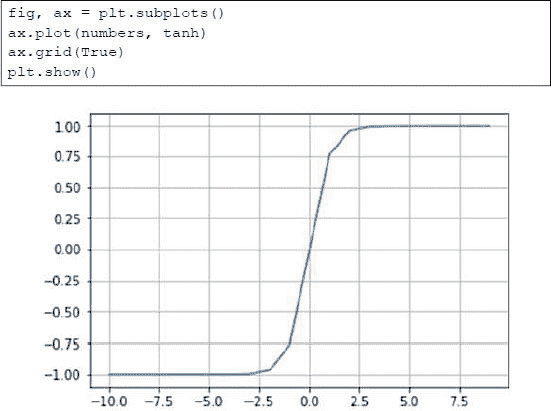 fig, ax = plt.subplots()
ax.plot(numbers, tanh)
ax.grid(True)
plt.show()
1.00
0.75
0.50
0.25
0.00
−0.25
−0.50
−0.75
−1.00
−10.0 −7.5 −5.0 −2.5 0.0 2.5 5.0 7.5